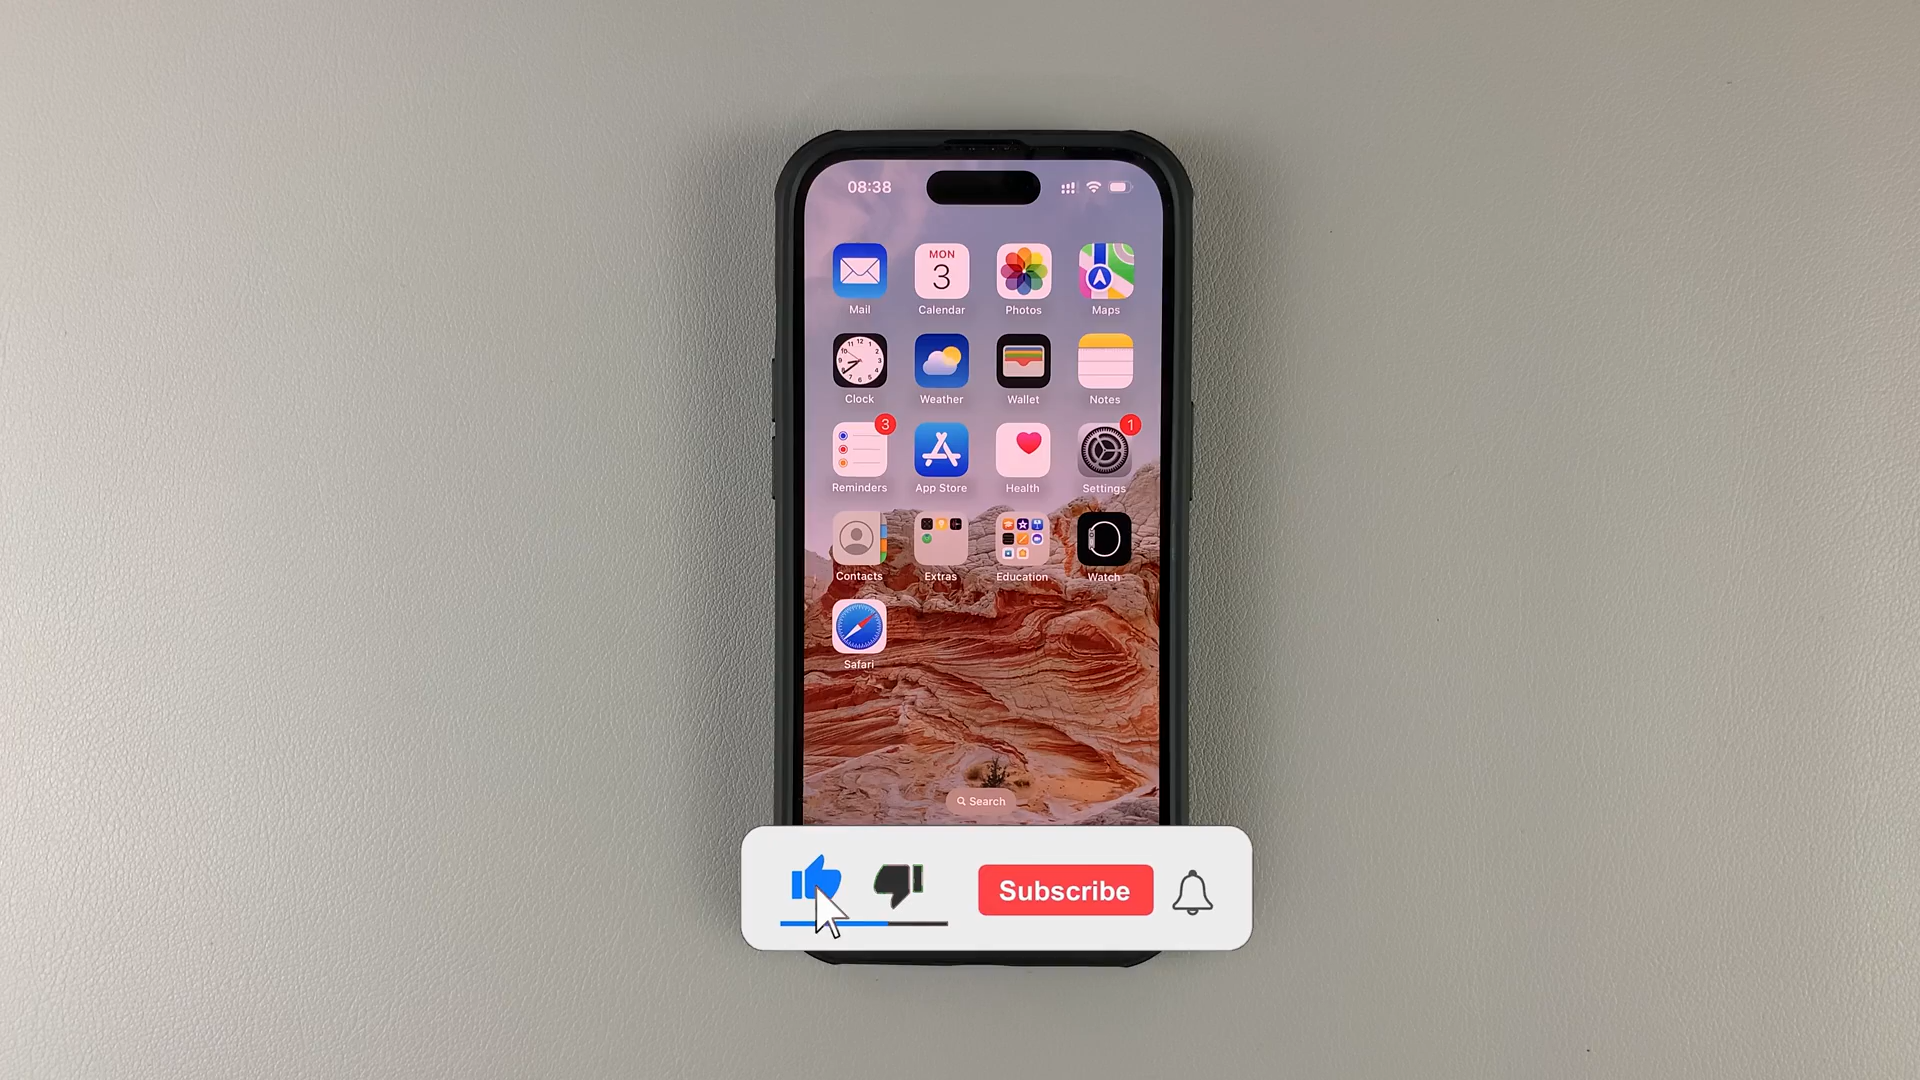 08:38
MON
3
Mail Calendar Photos Maps
Clock Weather Wallet Notes
3 1
Reminders App Store Health Settings
Contacts Extras Education Watch
Safari
Search
Subscribe